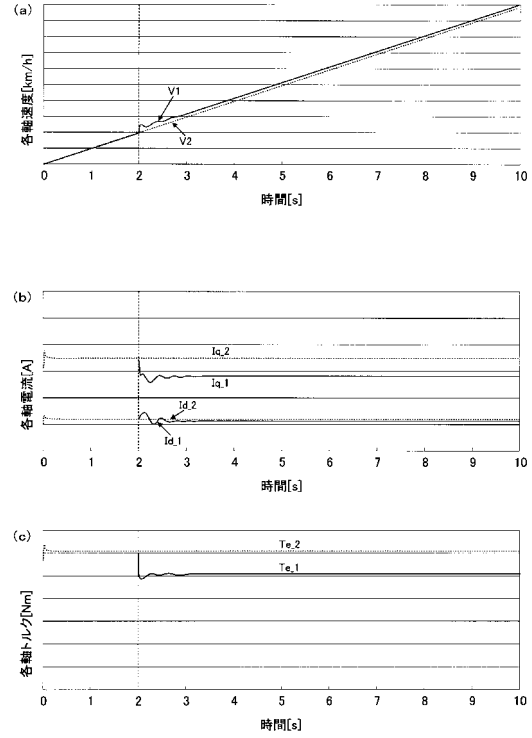 (a)
各軸速度[km/h]
V1
V2
0 1 2 3 4 5 6 7 8 9 10
時間[s]
(b)
各軸電流[A]
Iq_2
Iq_1
Id_2
Id_1
0 1 2 3 4 5 6 7 8 9 10
時間[s]
(c)
各軸トルク[Nm]
Te_2
Te_1
0 1 2 3 4 5 6 7 8 9 10
時間[s]